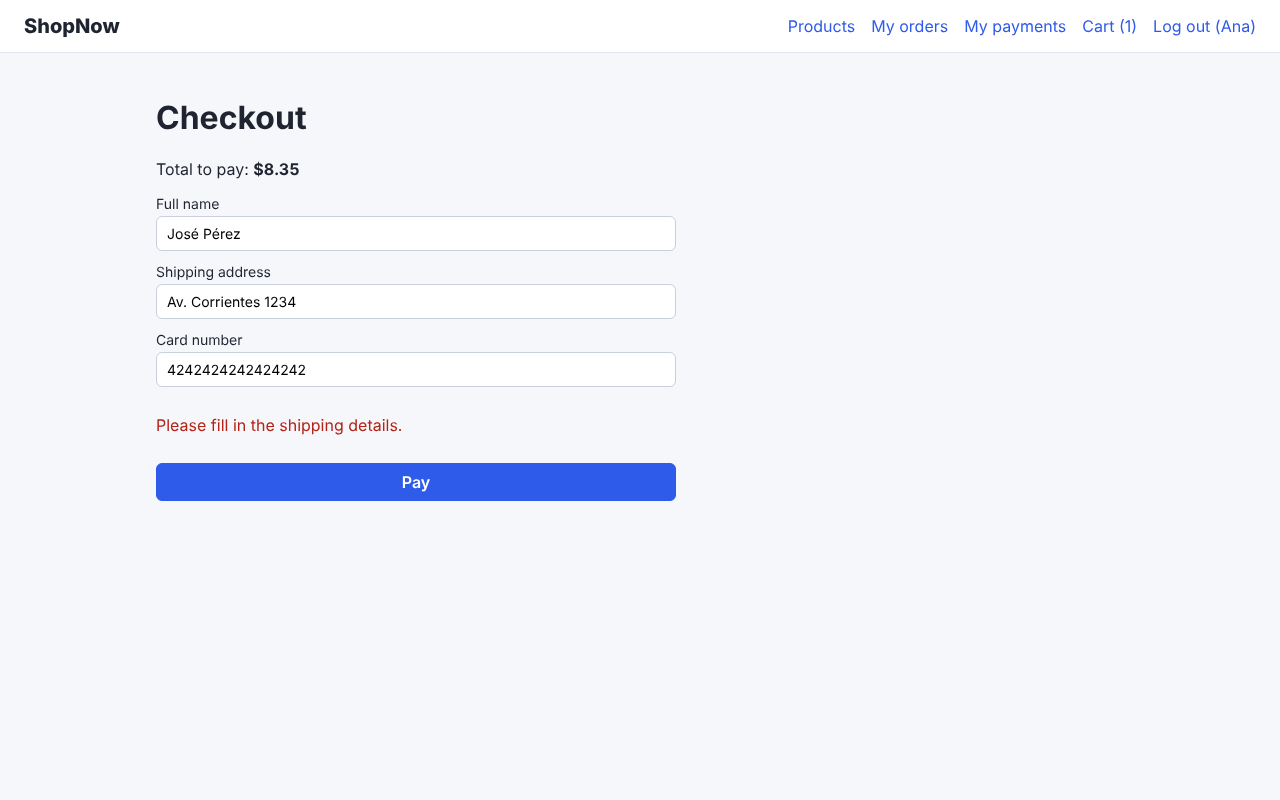 ShopNow
Products My orders My payments Cart (1) Log out (Ana)
Checkout
Total to pay: $8.35
Full name
José Pérez
Shipping address
Av. Corrientes 1234
Card number
4242424242424242
Please fill in the shipping details.
Pay